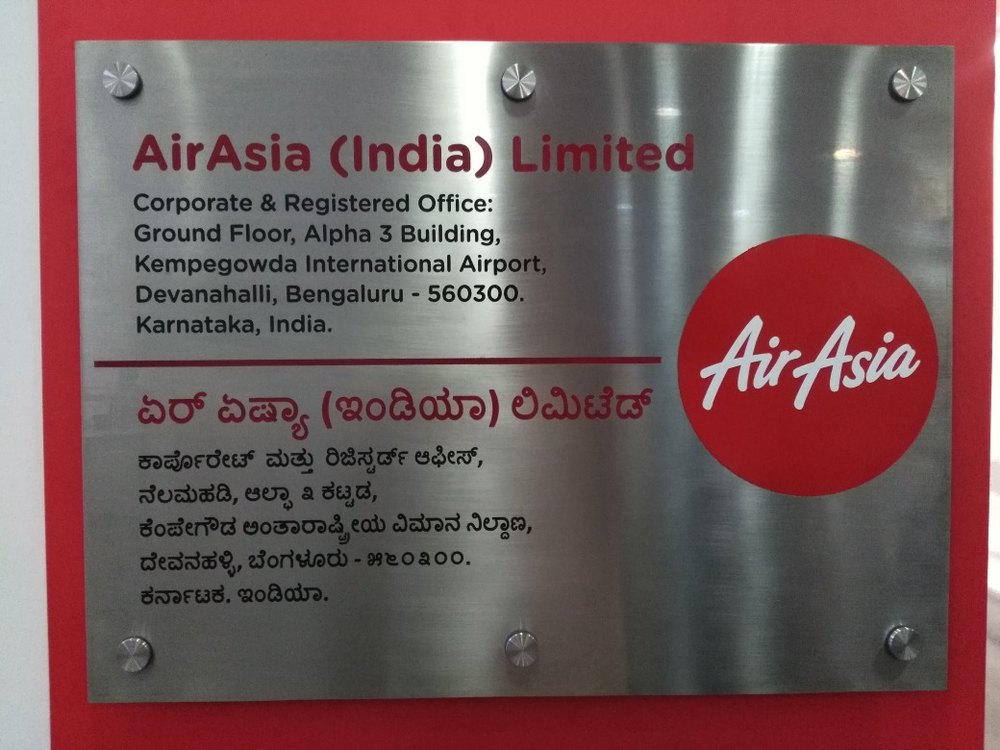 AirAsia (India) Limited
Corporate & Registered Office:
Ground Floor, Alpha 3 Building,
Kempegowda International Airport,
Devanahalli, Bengaluru - 560300.
Karnataka, India.
AirAsia
ಏರ್ ಏಷ್ಯಾ (ಇಂಡಿಯಾ) ಲಿಮಿಟೆಡ್
ಕಾರ್ಪೊರೇಟ್ ಮತ್ತು ರಿಜಿಸ್ಟರ್ಡ್ ಆಫೀಸ್,
ನೆಲಮಹಡಿ, ಆಲ್ಫಾ ೩ ಕಟ್ಟಡ,
ಕೆಂಪೇಗೌಡ ಅಂತಾರಾಷ್ಟ್ರೀಯ ವಿಮಾನ ನಿಲ್ದಾಣ,
ದೇವನಹಳ್ಳಿ, ಬೆಂಗಳೂರು - ೫೬೦೩೦೦.
ಕರ್ನಾಟಕ. ಇಂಡಿಯಾ.